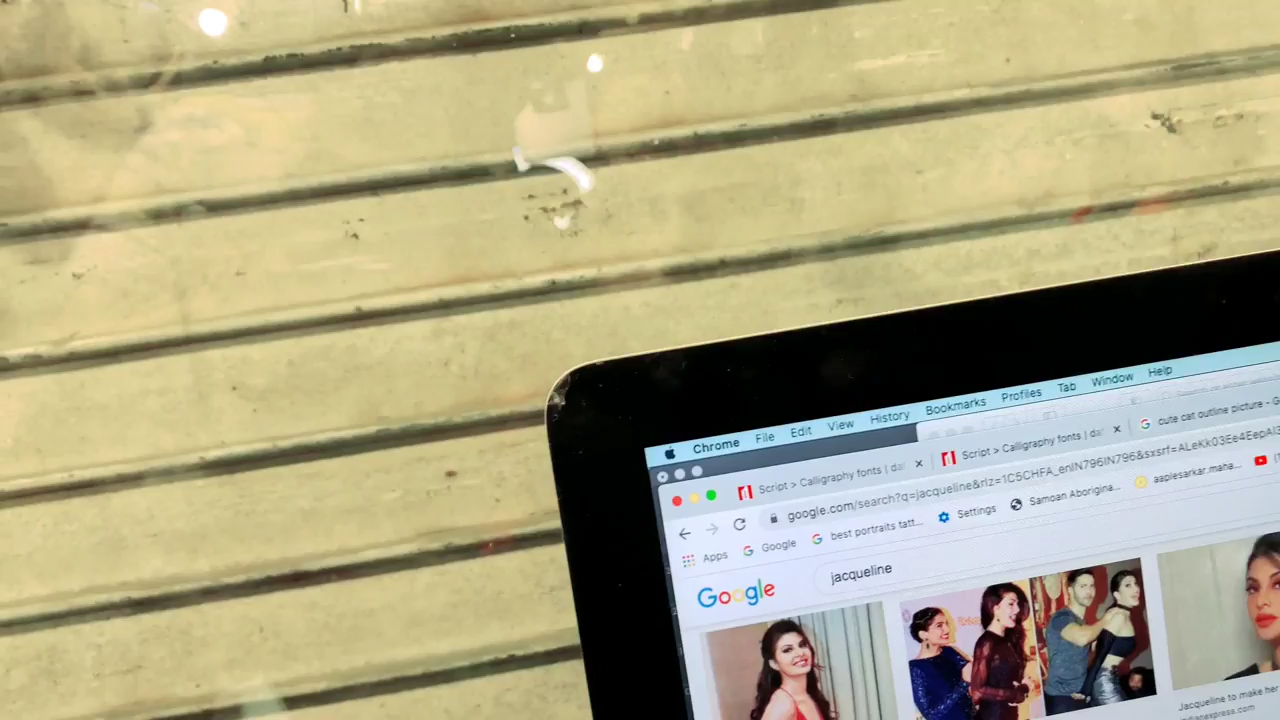 Chrome File Edit View History Bookmarks Profiles Tab Window Help
Script > Calligraphy fonts | da Script > Calligraphy fonts | da cute cat outline picture - G
google.com/search?q=jacqueline&rlz=1C5CHFA_enIN796IN796&sxsrf=ALeKk03Ee4EepAl3
Apps Google best portraits tatt... Settings Samoan Aborigina... aaplesarkar.maha...
Google jacqueline
Jacqueline to make her